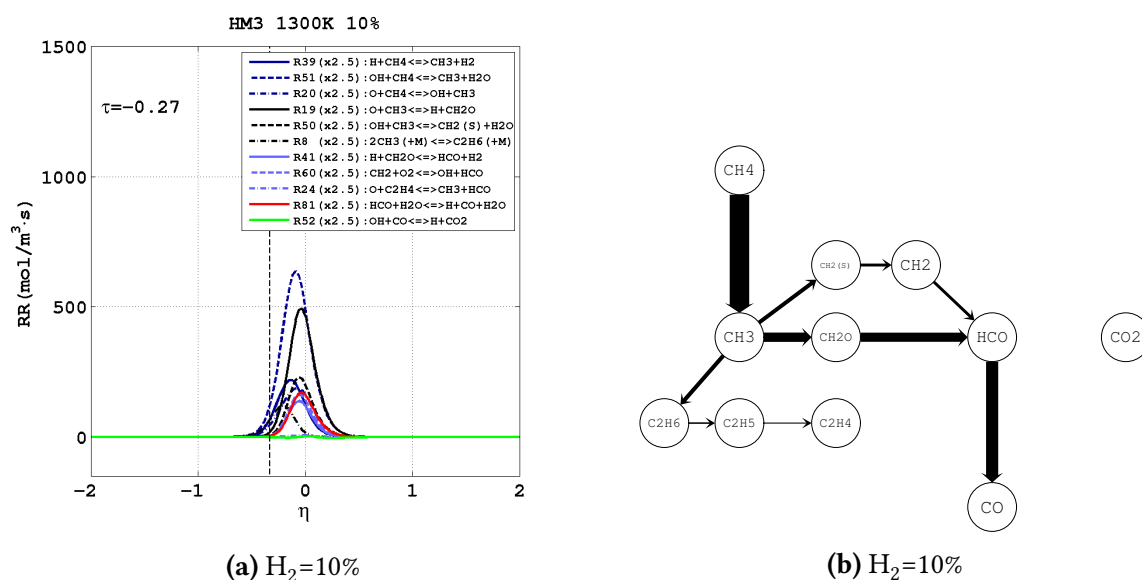 HM3 1300K 10%
1500
1000
500
0
−2
−1
0
1
2
RR(mol/m³·s)
η
τ=−0.27
R39(x2.5):H+CH4<=>CH3+H2
R51(x2.5):OH+CH4<=>CH3+H2O
R20(x2.5):O+CH4<=>OH+CH3
R19(x2.5):O+CH3<=>H+CH2O
R50(x2.5):OH+CH3<=>CH2(S)+H2O
R8 (x2.5):2CH3(+M)<=>C2H6(+M)
R41(x2.5):H+CH2O<=>HCO+H2
R60(x2.5):CH2+O2<=>OH+HCO
R24(x2.5):O+C2H4<=>CH3+HCO
R81(x2.5):HCO+H2O<=>H+CO+H2O
R52(x2.5):OH+CO<=>H+CO2
(a) H₂=10%
CH4
CH2(S)
CH2
CH3
CH2O
HCO
CO2
C2H6
C2H5
C2H4
CO
(b) H₂=10%